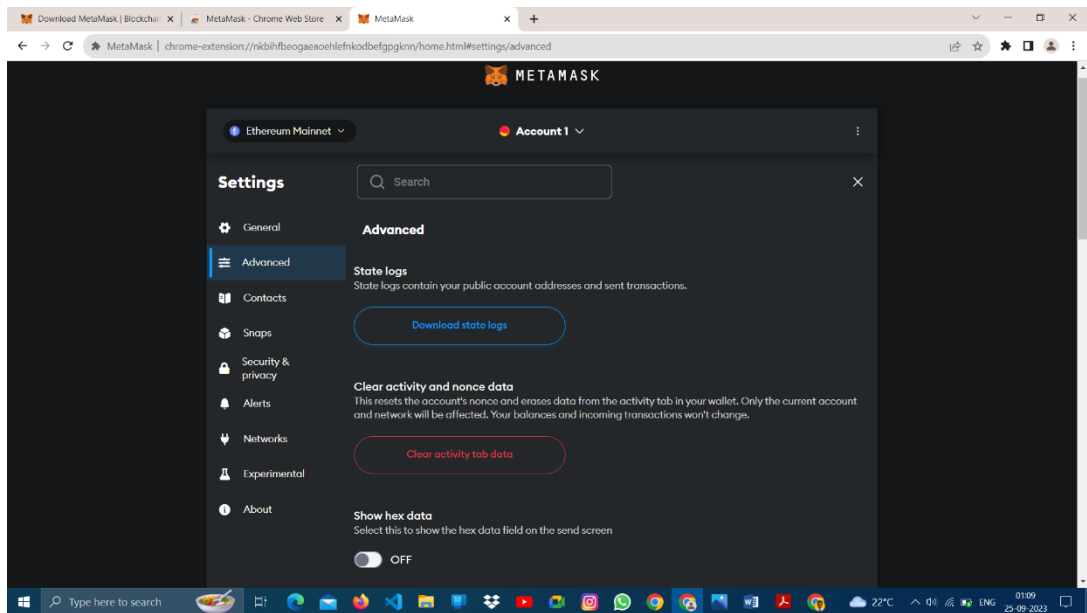 Download MetaMask | Blockchai
MetaMask - Chrome Web Store
MetaMask
MetaMask | chrome-extension://nkbihfbeogaeaoehlefnkodbefgpgknn/home.html#settings/advanced
METAMASK
Ethereum Mainnet
Account 1
Settings
Search
General
Advanced
Advanced
State logs
State logs contain your public account addresses and sent transactions.
Contacts
Download state logs
Snaps
Security &
privacy
Clear activity and nonce data
This resets the account's nonce and erases data from the activity tab in your wallet. Only the current account
and network will be affected. Your balances and incoming transactions won't change.
Alerts
Networks
Clear activity tab data
Experimental
About
Show hex data
Select this to show the hex data field on the send screen
OFF
Type here to search
22°C
ENG
01:09
25-09-2023